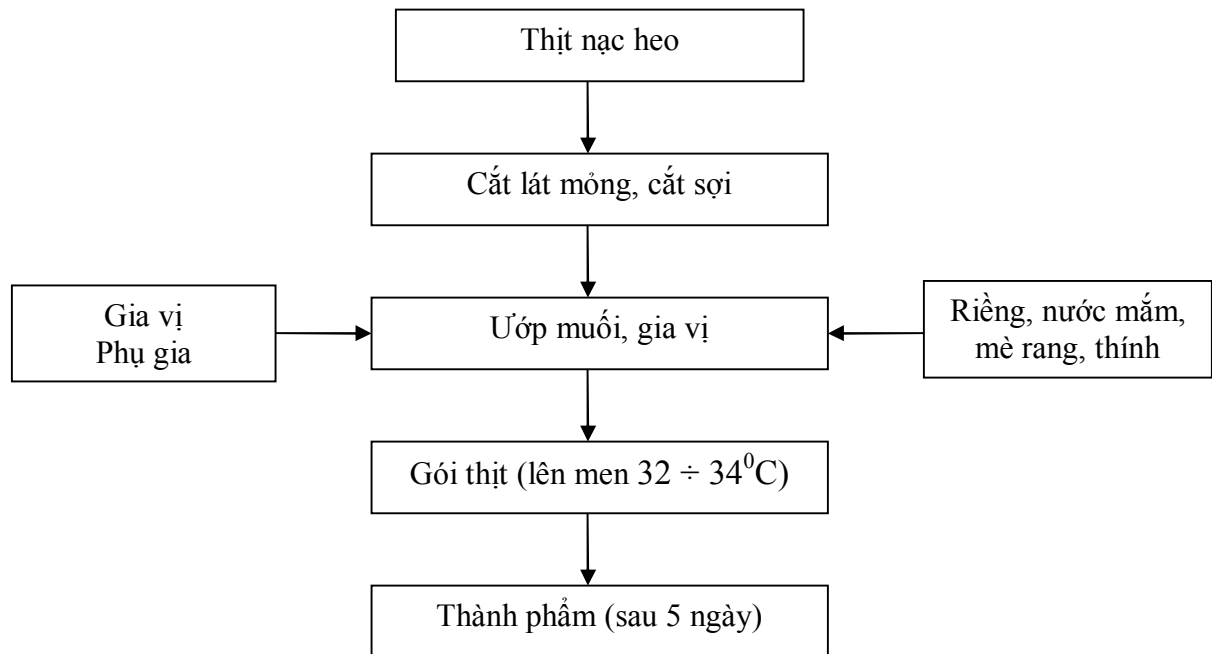 Thịt nạc heo
Cắt lát mỏng, cắt sợi
Gia vị
Phụ gia
Ướp muối, gia vị
Riềng, nước mắm,
mè rang, thính
Gói thịt (lên men 32 ÷ 34⁰C)
Thành phẩm (sau 5 ngày)